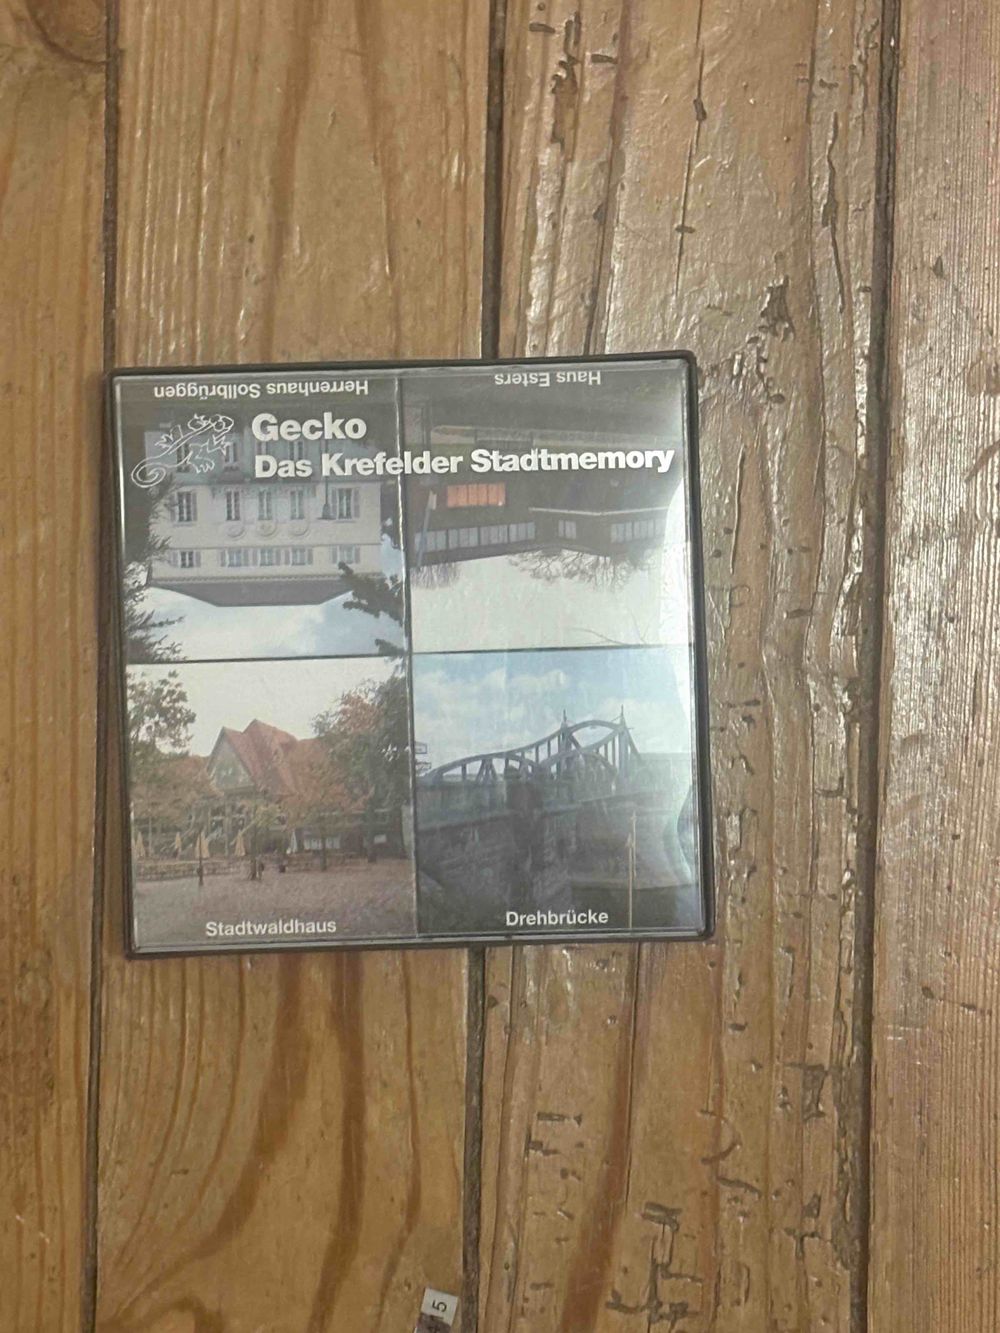 Herrenhaus Sollbrüggen
Haus Esters
Gecko
Das Krefelder Stadtmemory
Stadtwaldhaus
Drehbrücke